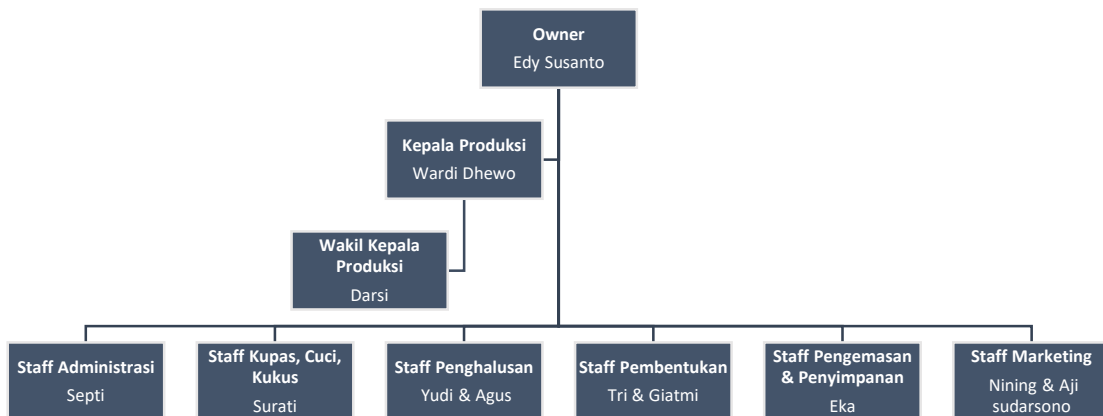 Owner
Edy Susanto
Kepala Produksi
Wardi Dhewo
Wakil Kepala
Produksi
Darsi
Staff Administrasi
Septi
Staff Kupas, Cuci,
Kukus
Surati
Staff Penghalusan
Yudi & Agus
Staff Pembentukan
Tri & Giatmi
Staff Pengemasan
& Penyimpanan
Eka
Staff Marketing
Nining & Aji
sudarsono